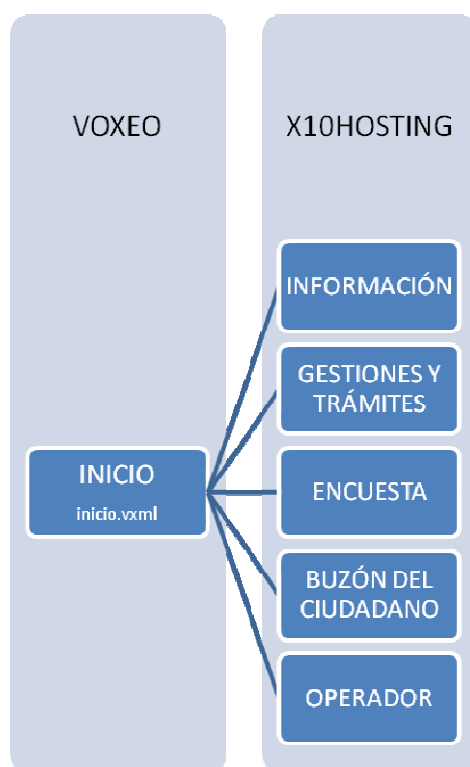 VOXEO
X10HOSTING
INFORMACIÓN
GESTIONES Y
TRÁMITES
INICIO
inicio.vxml
ENCUESTA
BUZÓN DEL
CIUDADANO
OPERADOR